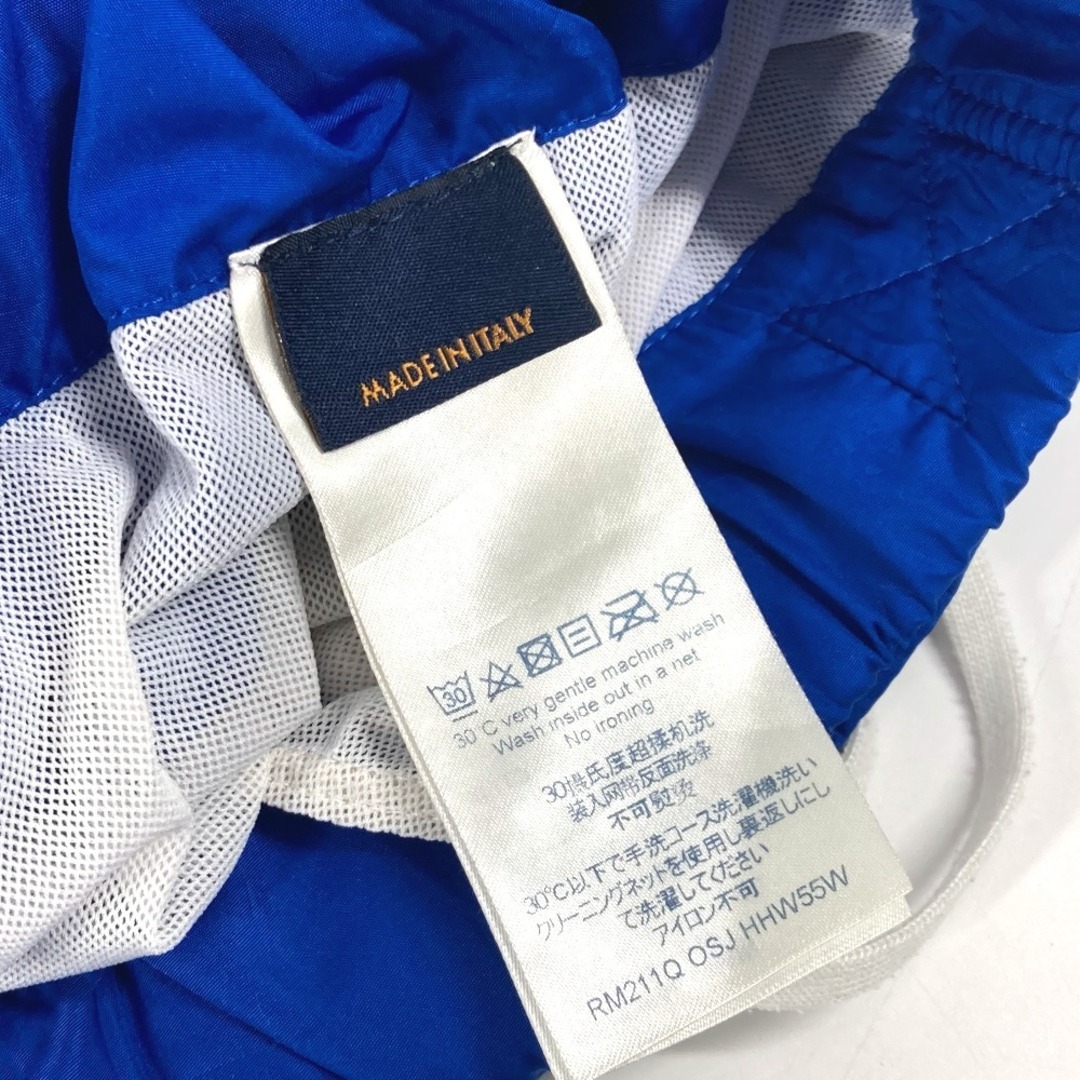 MADE IN ITALY
30
30°C very gentle machine wash
Wash inside out in a net
No ironing
30摄氏度超柔机洗
装入网带反面洗涤
不可熨烫
30℃以下で手洗コース洗濯機洗い
クリーニングネットを使用し裏返しにし
て洗濯してください
アイロン不可
RM211Q OSJ HHW55W